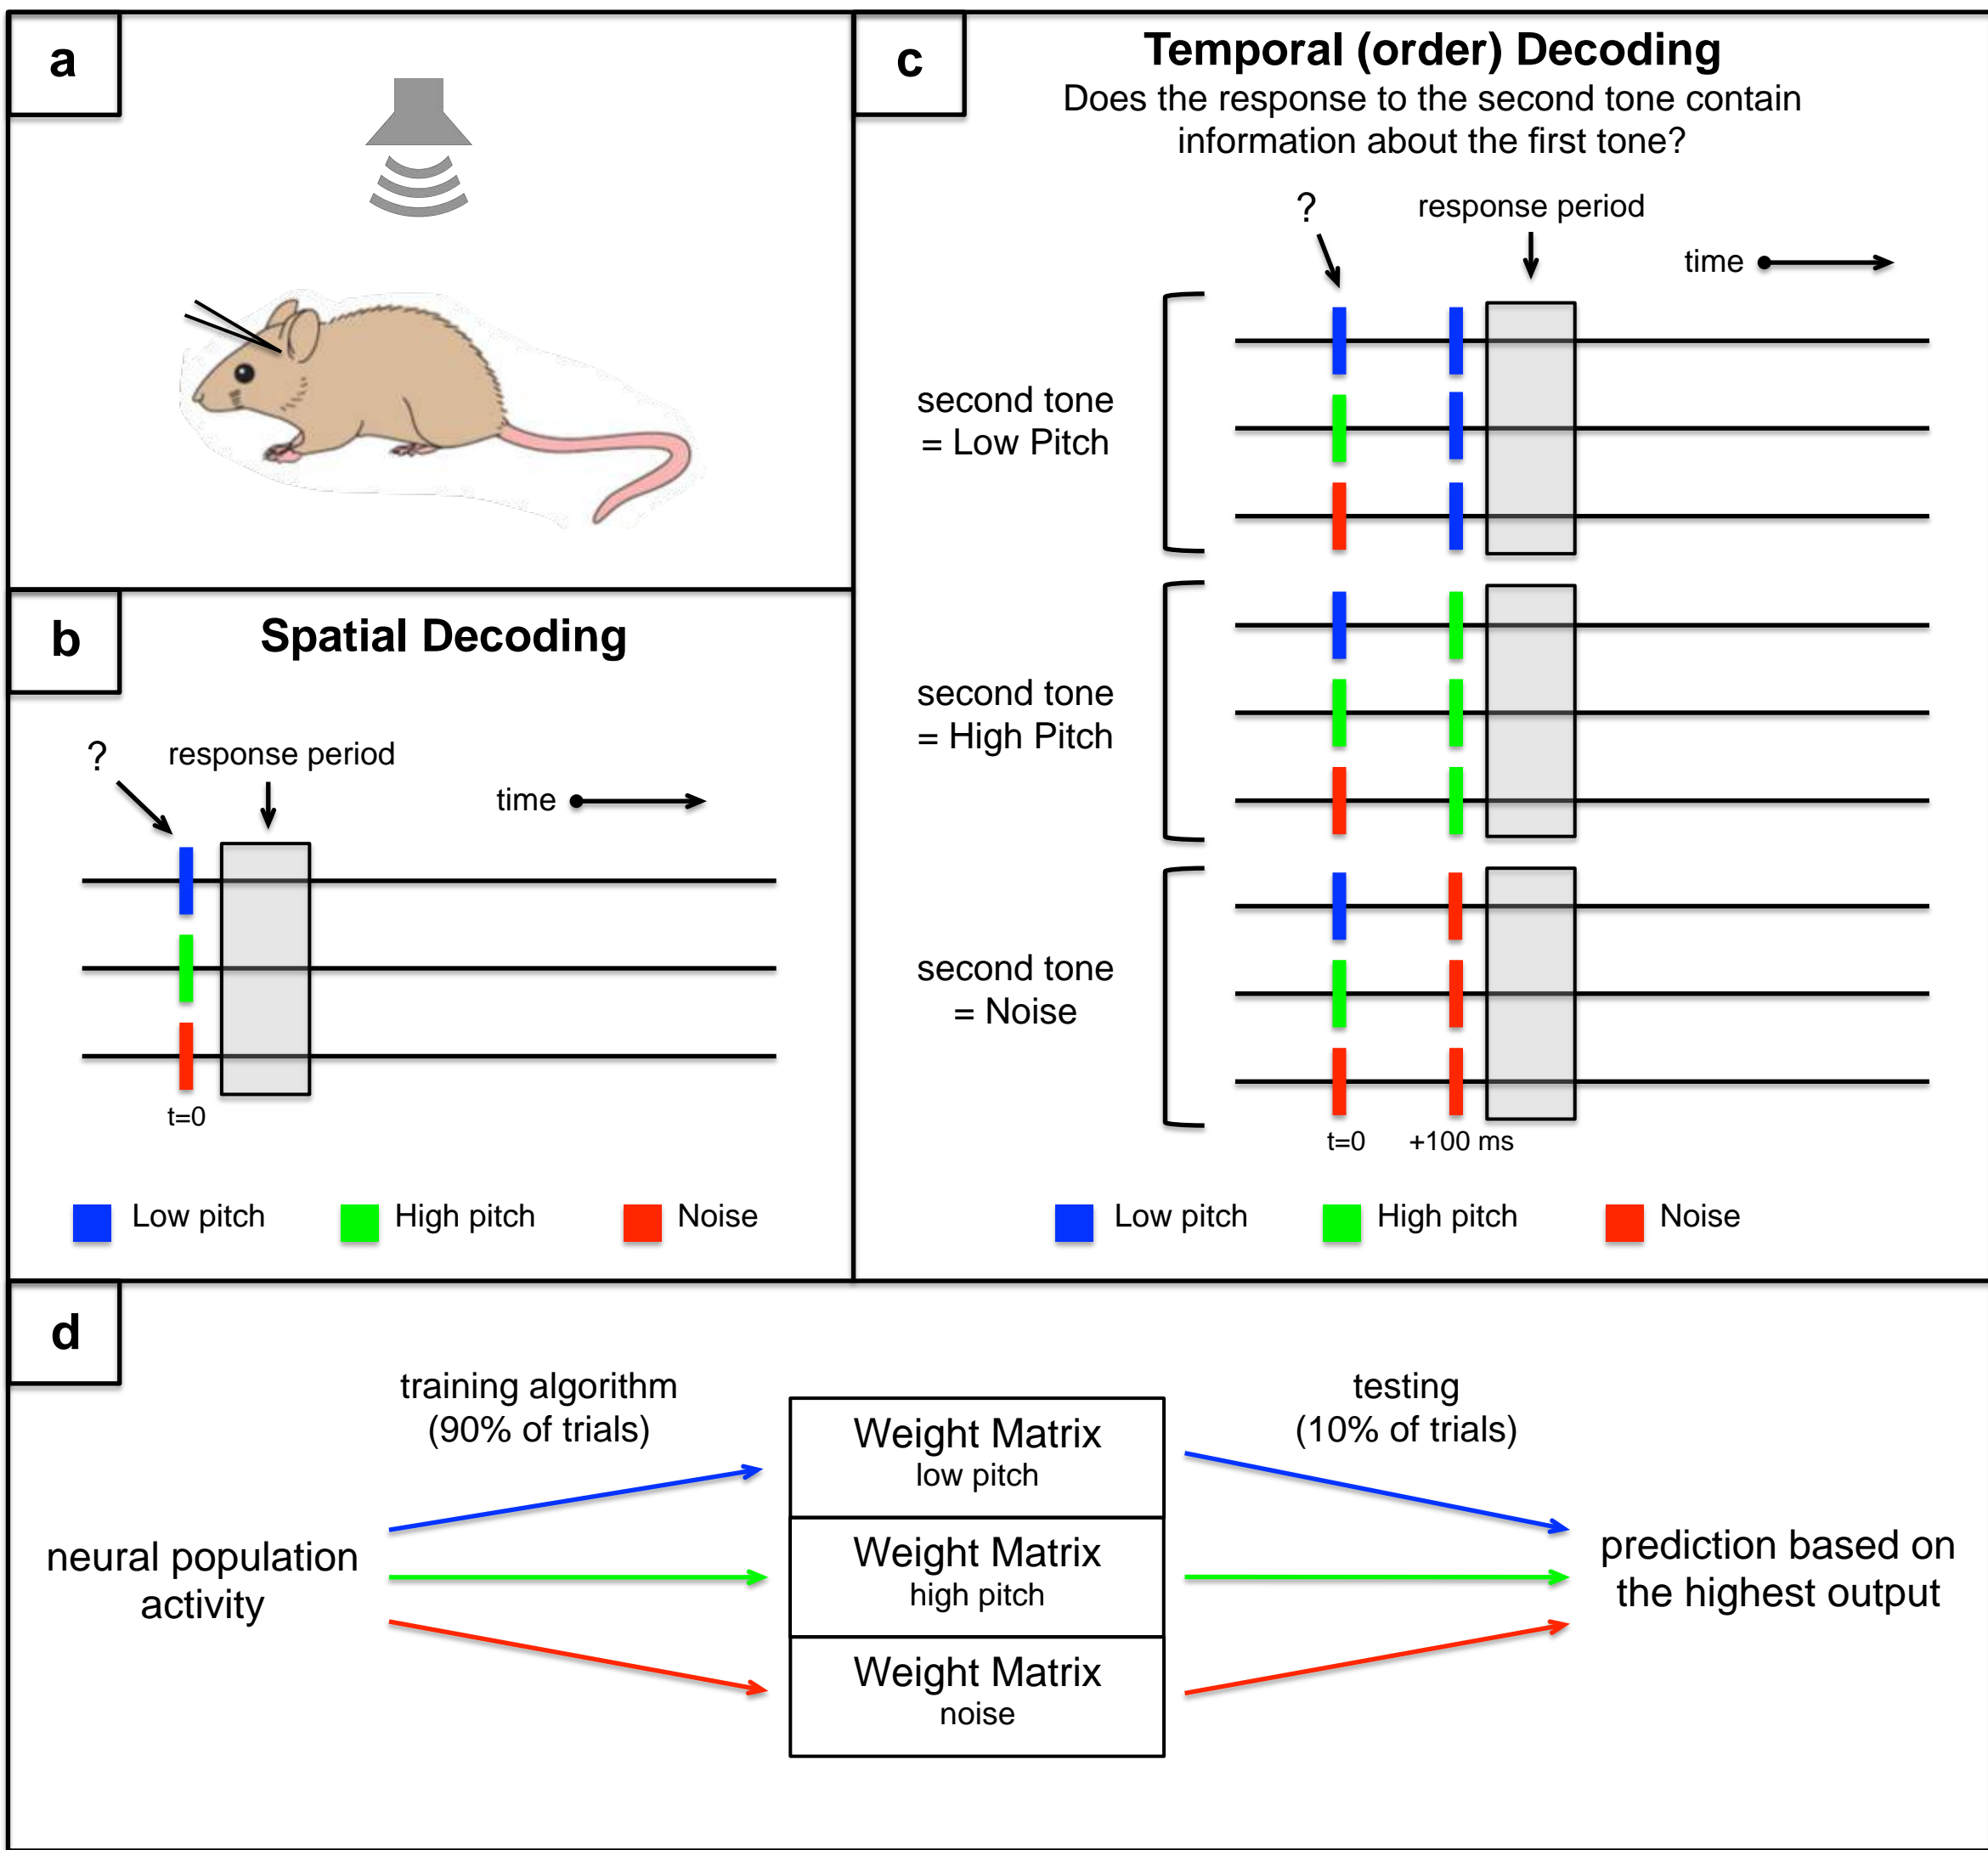 a
b
Spatial Decoding
?
response period
time
t=0
Low pitch
High pitch
Noise
c
Temporal (order) Decoding
Does the response to the second tone contain
information about the first tone?
?
response period
time
second tone
= Low Pitch
second tone
= High Pitch
second tone
= Noise
t=0
+100 ms
Low pitch
High pitch
Noise
d
training algorithm
(90% of trials)
testing
(10% of trials)
neural population
activity
Weight Matrix
low pitch
Weight Matrix
high pitch
Weight Matrix
noise
prediction based on
the highest output